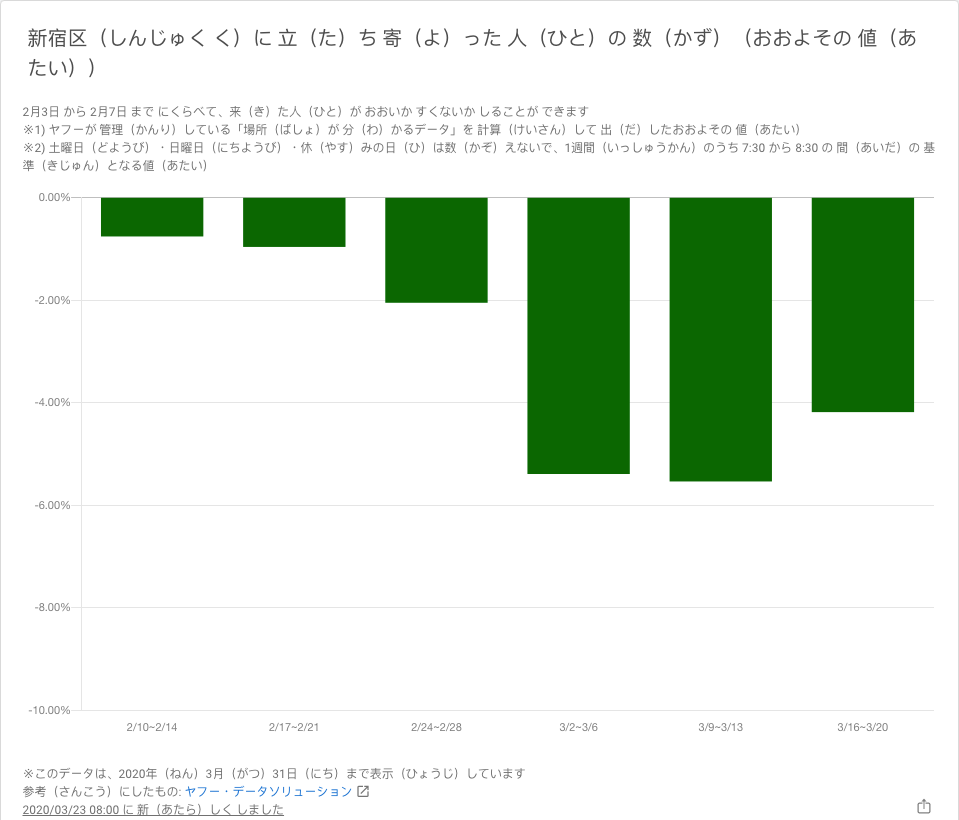 新宿区（しんじゅく く）に 立（た）ち 寄（よ）った 人（ひと）の 数（かず）（おおよその 値（あ
たい））
2月3日 から 2月7日 まで にくらべて、来（き）た人（ひと）が おおいか すくないか しることが できます
※1) ヤフーが 管理（かんり）している「場所（ばしょ）が 分（わ）かるデータ」を 計算（けいさん）して 出（だ）したおおよその 値（あたい）
※2) 土曜日（どようび）・日曜日（にちようび）・休（やす）みの日（ひ）は数（かぞ）えないで、1週間（いっしゅうかん）のうち 7:30 から 8:30 の 間（あいだ）の 基
準（きじゅん）となる値（あたい）
0.00%
-2.00%
-4.00%
-6.00%
-8.00%
-10.00%
2/10~2/14 2/17~2/21 2/24~2/28 3/2~3/6 3/9~3/13 3/16~3/20
※このデータは、2020年（ねん）3月（がつ）31日（にち）まで表示（ひょうじ）しています
参考（さんこう）にしたもの: ヤフー・データソリューション
2020/03/23 08:00 に 新（あたら）しく しました